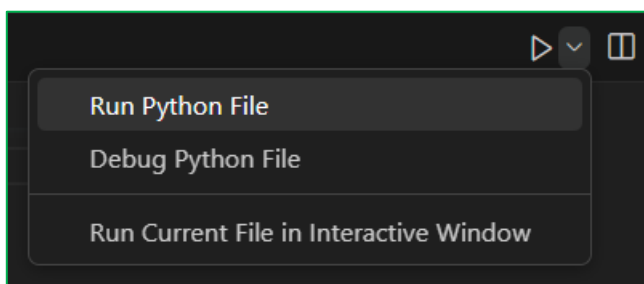 Run Python File
Debug Python File
Run Current File in Interactive Window